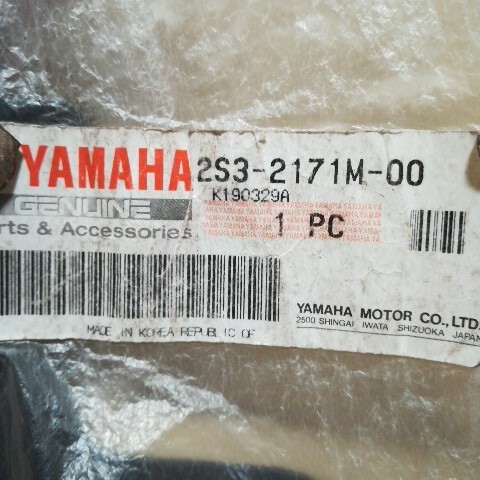 YAMAHA 2S3-2171M-00
K190329A
GENUINE
Parts & Accessories
1 PC
YAMAHA MOTOR CO., LTD.
2500 SHINGAI IWATA SHIZUOKA JAPAN
MADE IN KOREA REPUBLIC OF